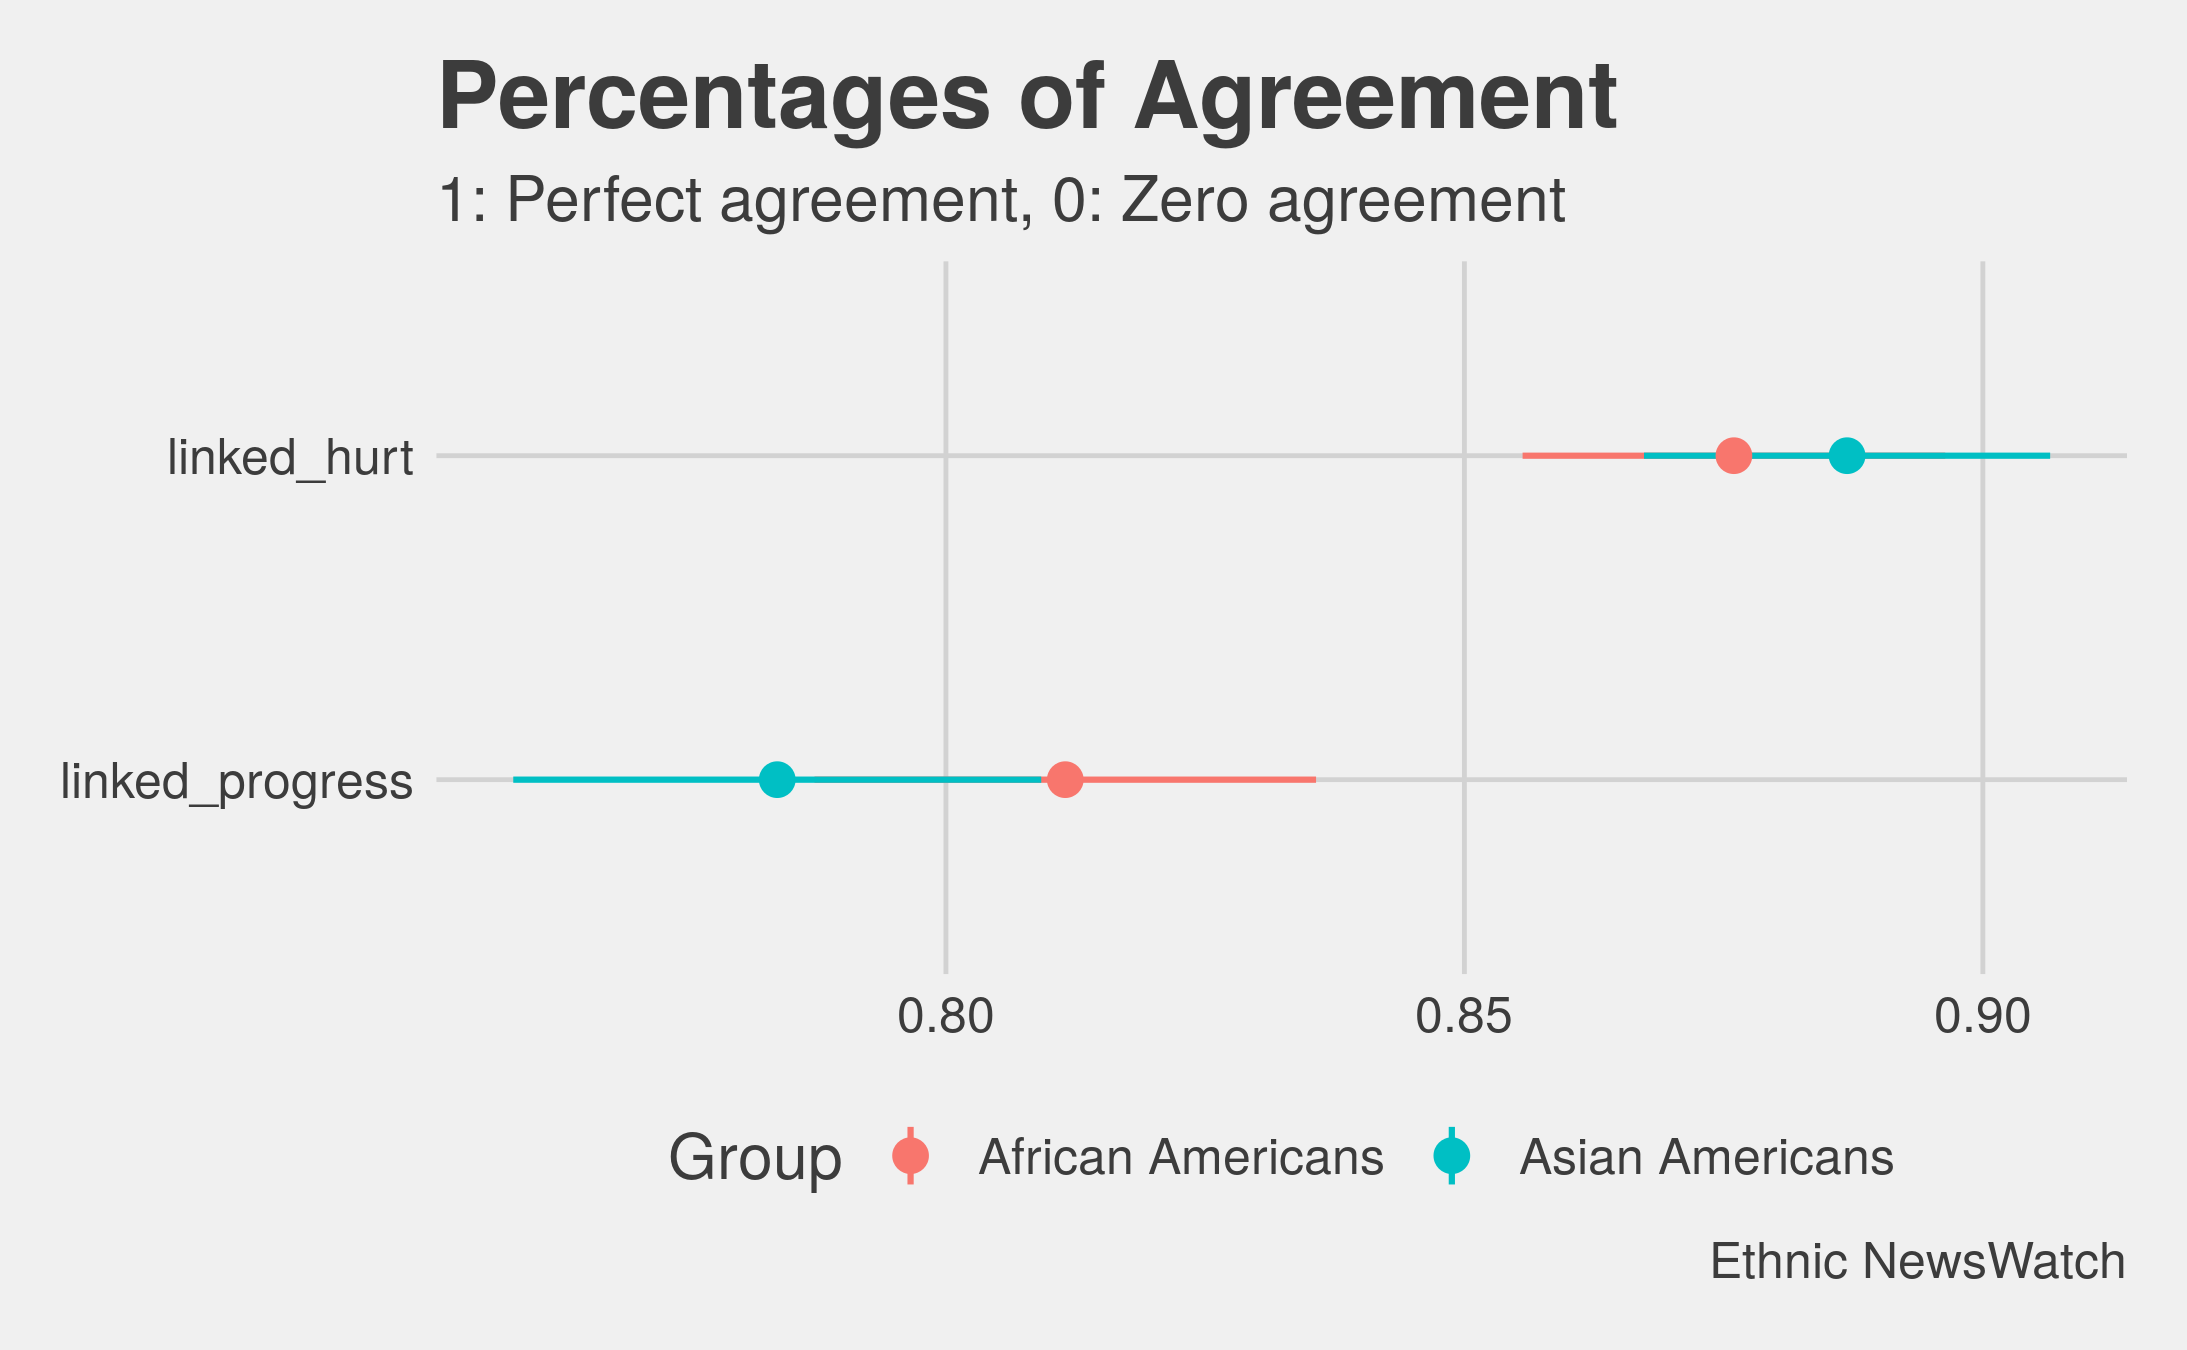 Percentages of Agreement
1: Perfect agreement, 0: Zero agreement
linked_hurt
linked_progress
0.80 0.85 0.90
Group African Americans Asian Americans
Ethnic NewsWatch